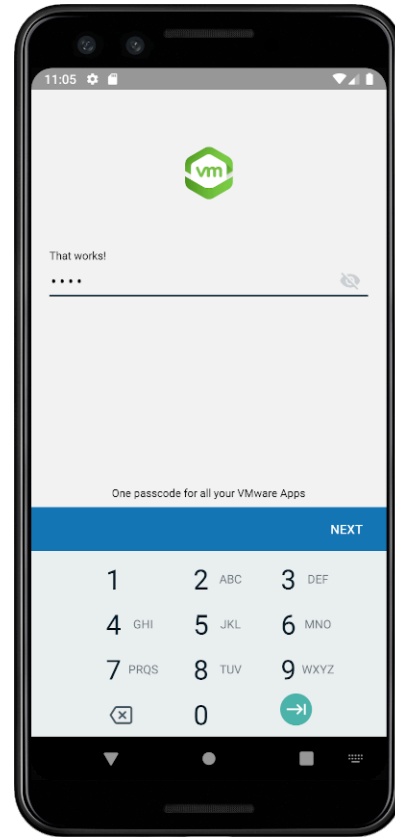 11:05
vm
That works!
••••
One passcode for all your VMware Apps
NEXT
1 2 ABC 3 DEF
4 GHI 5 JKL 6 MNO
7 PRQS 8 TUV 9 WXYZ
0